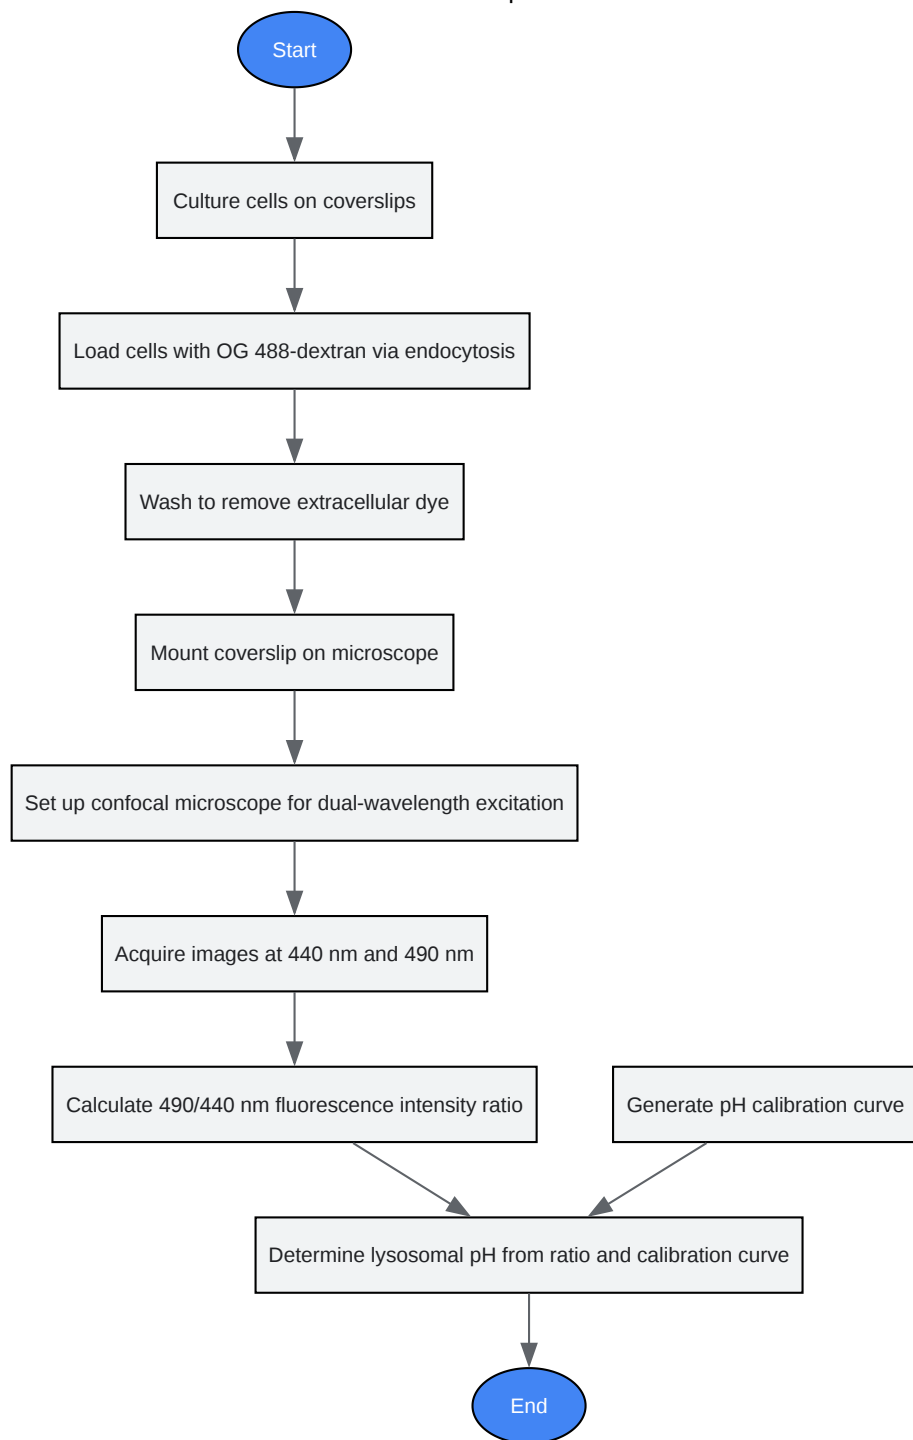 Start
Culture cells on coverslips
Load cells with OG 488-dextran via endocytosis
Wash to remove extracellular dye
Mount coverslip on microscope
Set up confocal microscope for dual-wavelength excitation
Acquire images at 440 nm and 490 nm
Calculate 490/440 nm fluorescence intensity ratio
Generate pH calibration curve
Determine lysosomal pH from ratio and calibration curve
End